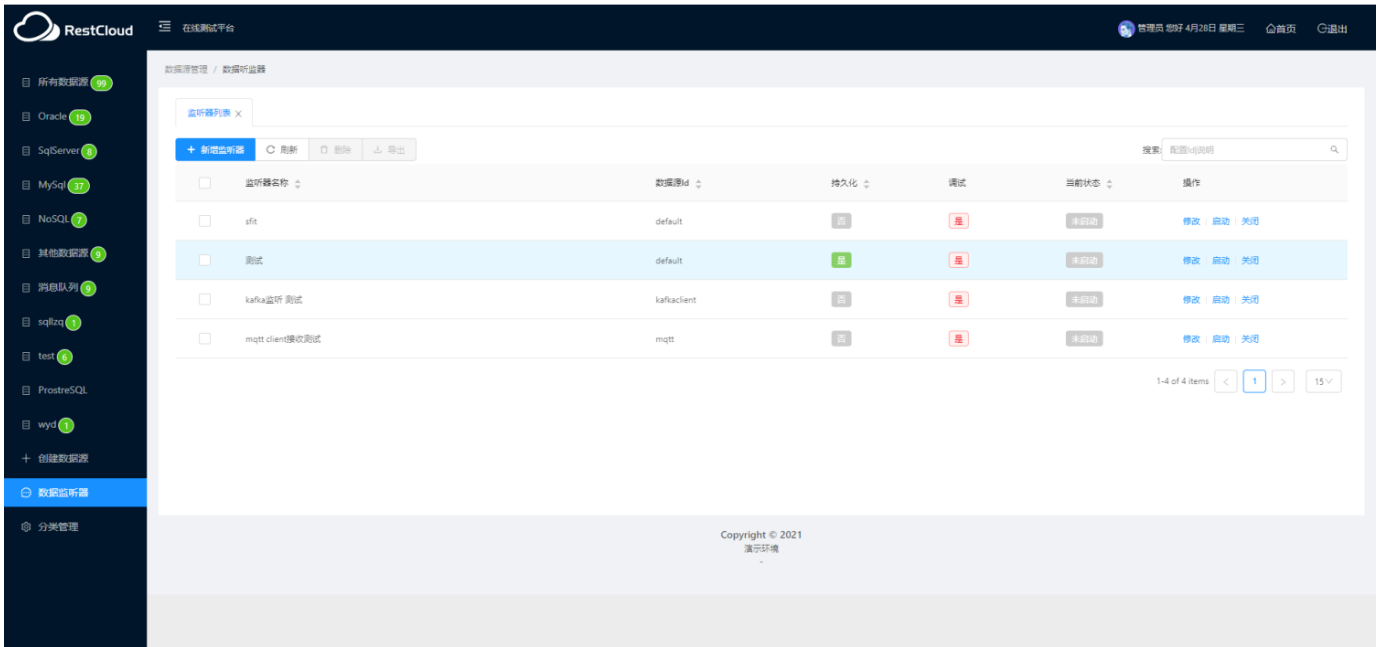 RestCloud 在线测试平台 管理员 您好 4月28日 星期三 首页 退出
数据源管理 / 数据听监器
所有数据源 99
Oracle 19
SqlServer 8
MySql 37
NoSQL 7
其他数据源 9
消息队列 9
sqllzq 1
test 6
ProstreSQL
wyd 1
创建数据源
数据监听器
分类管理
监听器列表
新增监听器 刷新 删除 导出 搜索: 配置Id|说明
监听器名称 数据源Id 持久化 调试 当前状态 操作
sfit default 否 是 未启动 修改 启动 关闭
测试 default 是 是 未启动 修改 启动 关闭
kafka监听 测试 kafkaclient 否 是 未启动 修改 启动 关闭
mqtt client接收测试 mqtt 否 是 未启动 修改 启动 关闭
1-4 of 4 items < 1 > 15
Copyright © 2021
演示环境
-